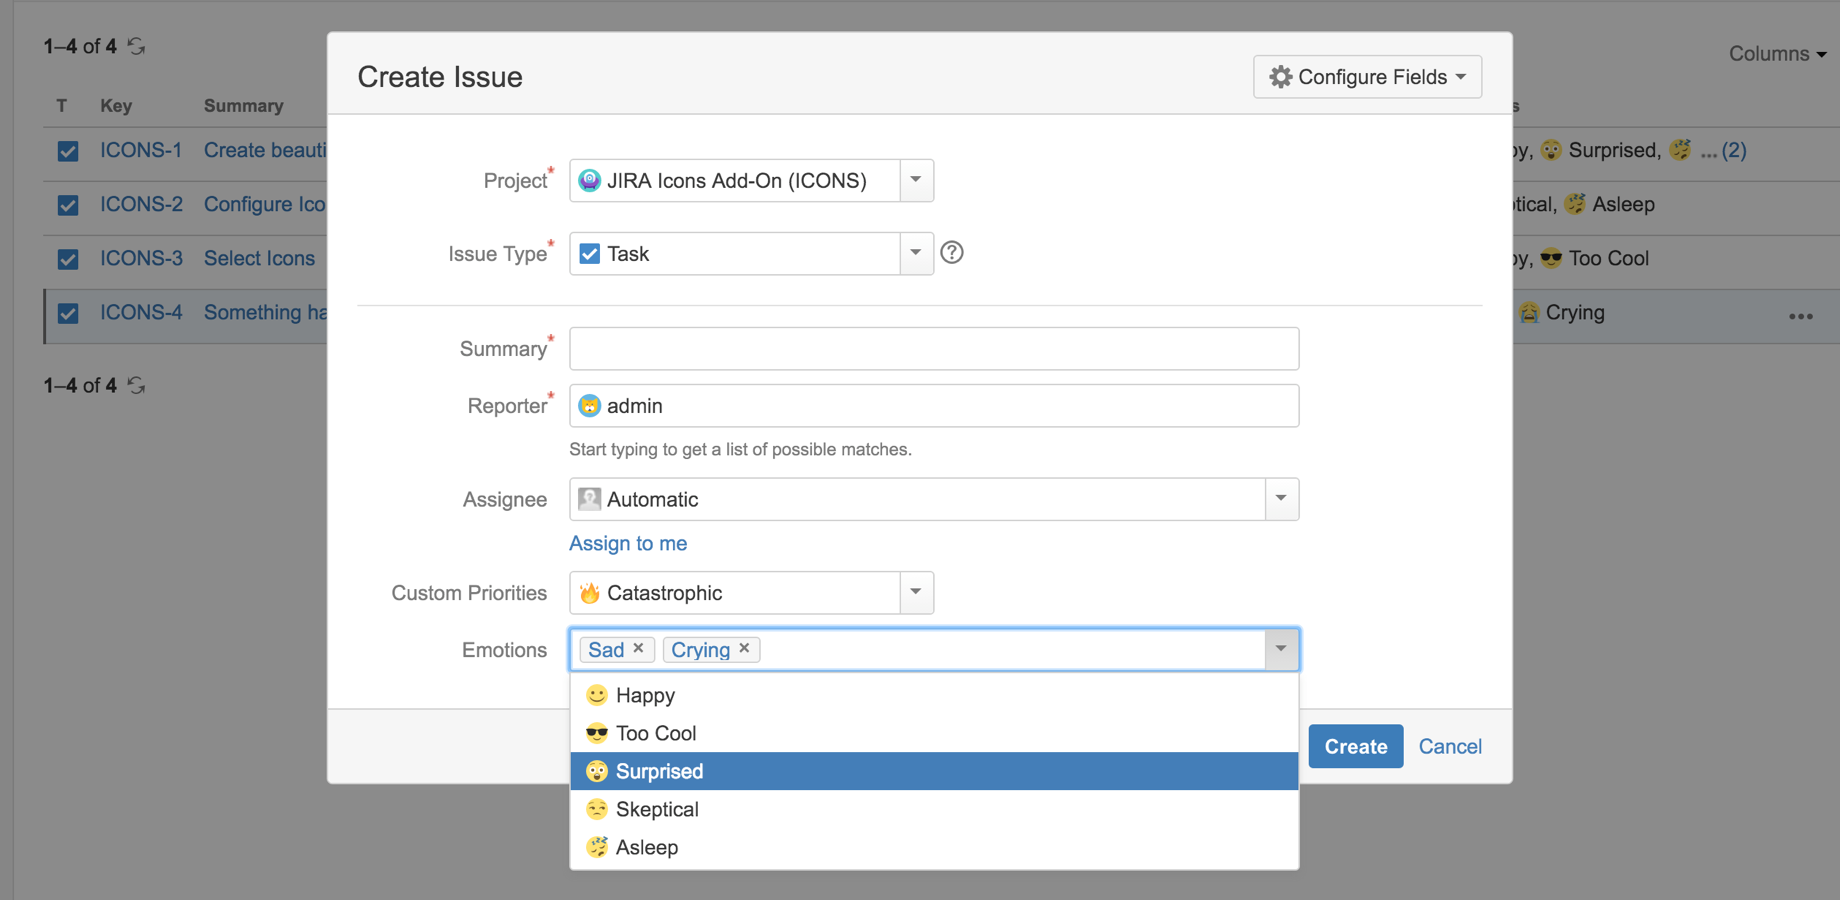 1–4 of 4
Columns
T Key Summary
s
ICONS-1 Create beauti
py, Surprised, ... (2)
ICONS-2 Configure Ico
tical, Asleep
ICONS-3 Select Icons
py, Too Cool
ICONS-4 Something ha
Crying
1–4 of 4
Create Issue
Configure Fields
Project*
JIRA Icons Add-On (ICONS)
Issue Type*
Task
?
Summary*
Reporter*
admin
Start typing to get a list of possible matches.
Assignee
Automatic
Assign to me
Custom Priorities
Catastrophic
Emotions
Sad × Crying ×
Happy
Too Cool
Surprised
Skeptical
Asleep
Create Cancel